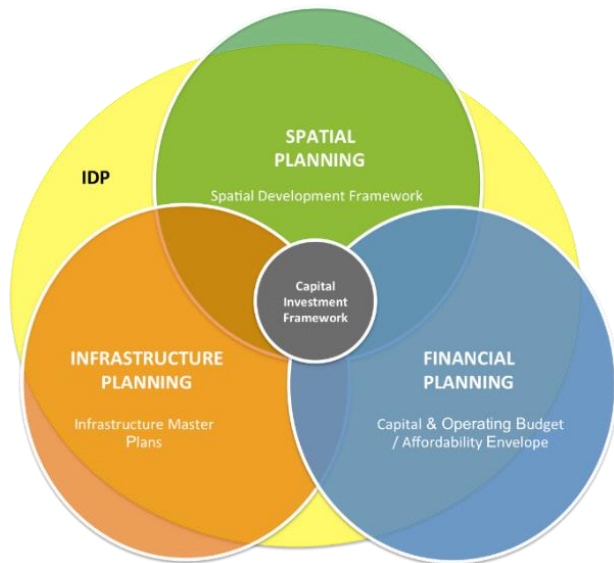 SPATIAL
PLANNING
IDP
Spatial Development Framework
Capital
Investment
Framework
INFRASTRUCTURE
PLANNING
Infrastructure Master
Plans
FINANCIAL
PLANNING
Capital & Operating Budget
/ Affordability Envelope